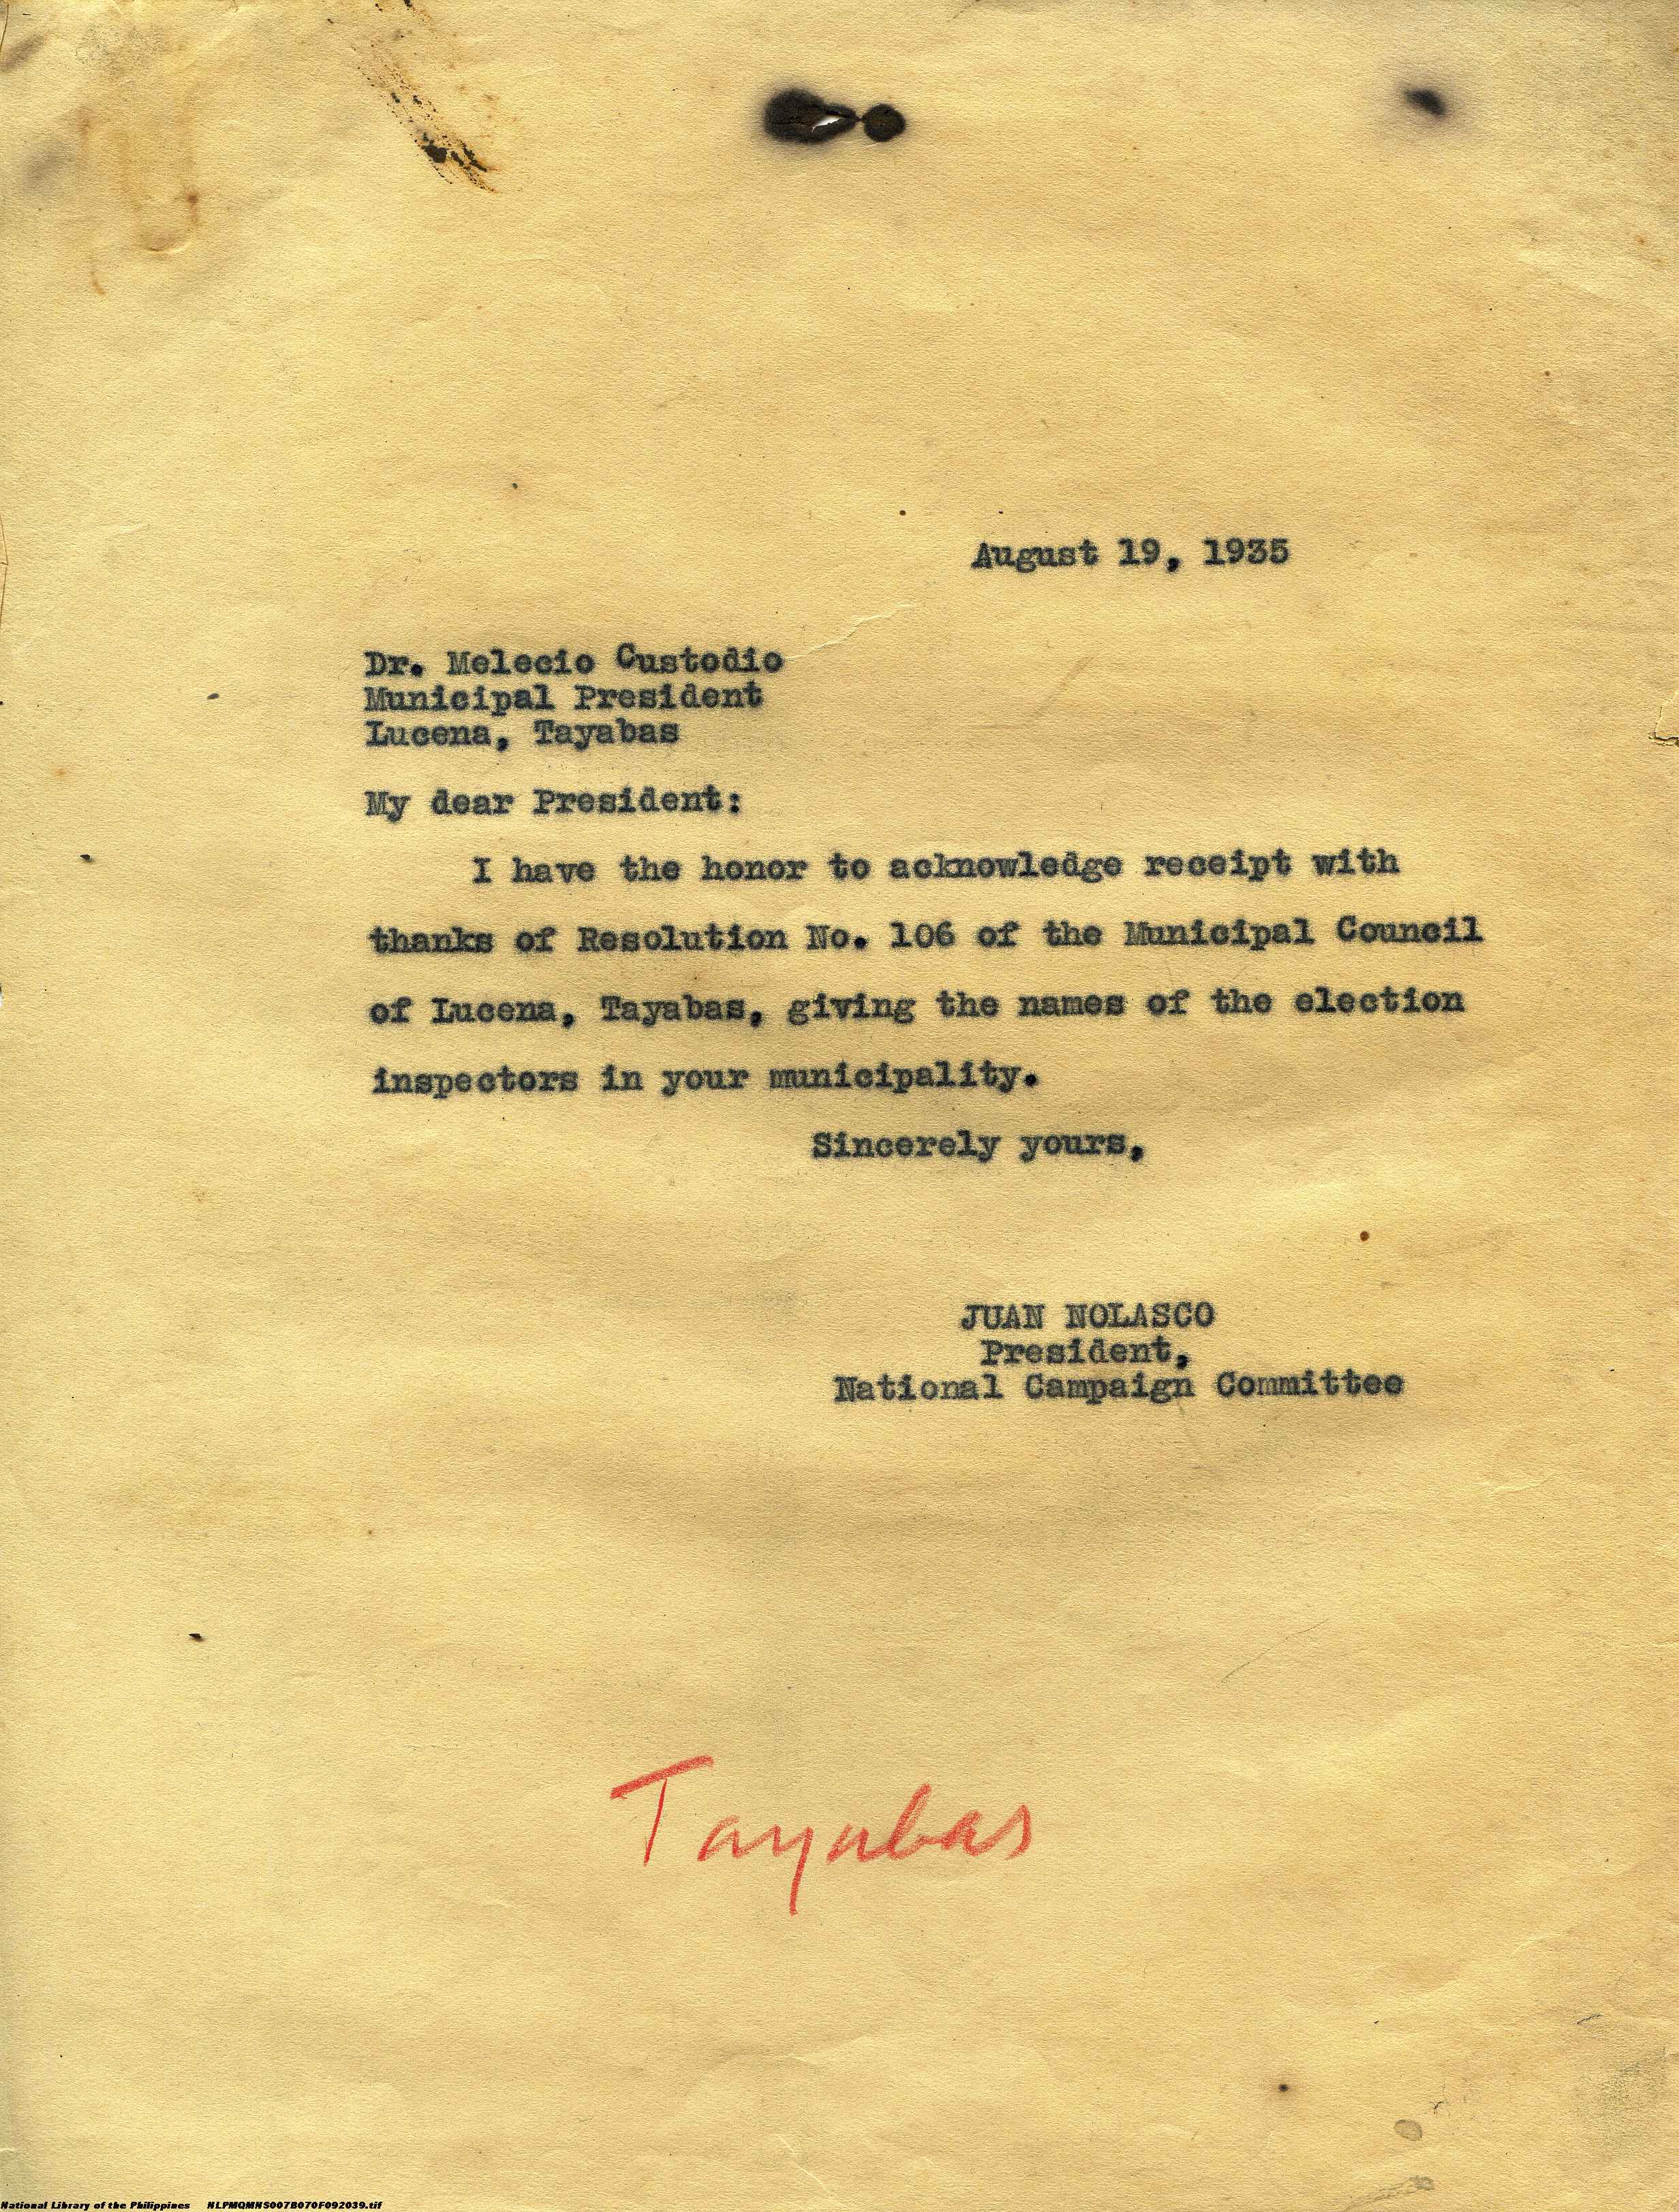 August 19, 1935
Dr. Melecio Custodio
Municipal President
Lucena, Tayabas
My dear President:
I have the honor to acknowledge receipt with
thanks of Resolution No. 106 of the Municipal Council
of Lucena, Tayabas, giving the names of the election
inspectors in your municipality.
Sincerely yours,
JUAN NOLASCO
President,
National Campaign Committee
Tayabas
National Library of the Philippines NLPMQMNS007B070F092039.tif